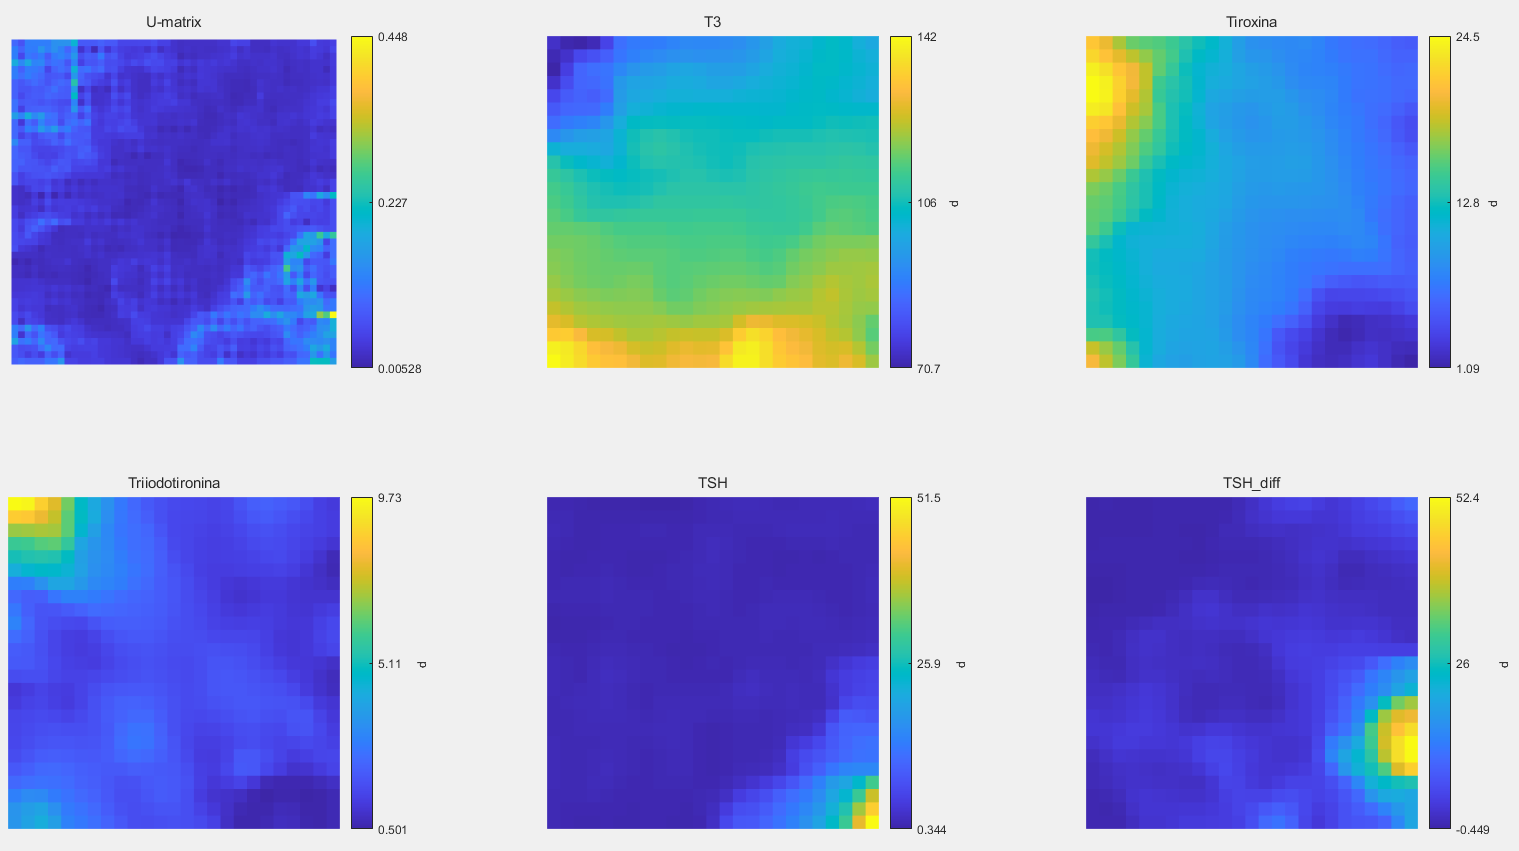 U-matrix
0.448
0.227
0.00528
T3
142
106
d
70.7
Tiroxina
24.5
12.8
d
1.09
Triiodotironina
9.73
5.11
d
0.501
TSH
51.5
25.9
d
0.344
TSH_diff
52.4
26
d
-0.449